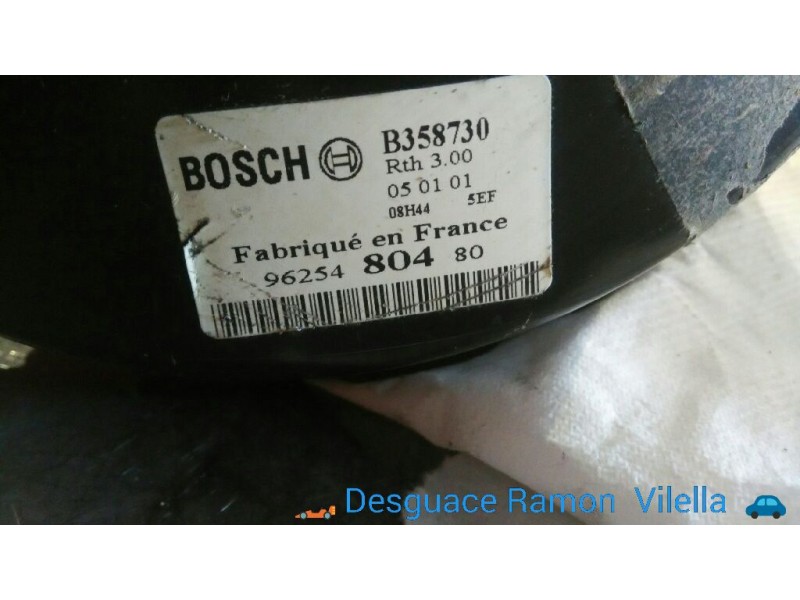 BOSCH
B358730
Rth 3.00
05 01 01
08H44 5EF
Fabriqué en France
96254 804 80
Desguace Ramon Vilella